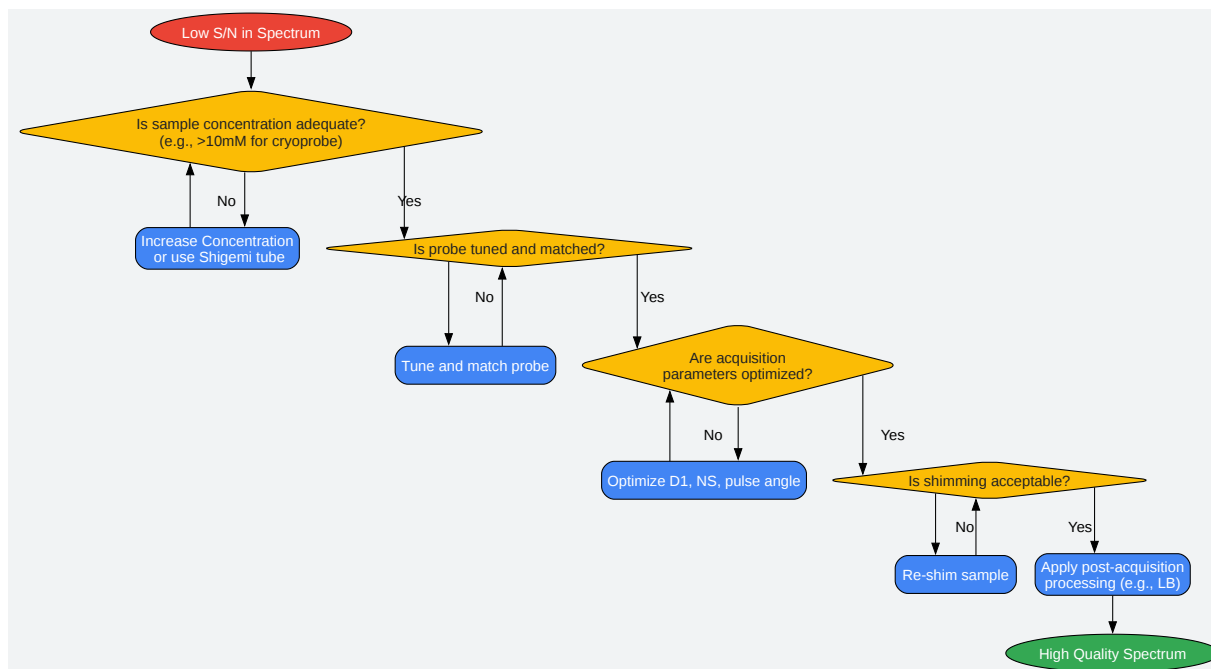 Low S/N in Spectrum
Is sample concentration adequate?
(e.g., >10mM for cryoprobe)
No
Yes
Increase Concentration
or use Shigemi tube
Is probe tuned and matched?
No
Yes
Tune and match probe
Are acquisition
parameters optimized?
No
Yes
Optimize D1, NS, pulse angle
Is shimming acceptable?
No
Yes
Re-shim sample
Apply post-acquisition
processing (e.g., LB)
High Quality Spectrum